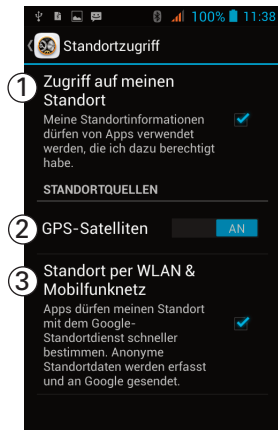 100% 11:38
Standortzugriff
1 Zugriff auf meinen
Standort
Meine Standortinformationen
dürfen von Apps verwendet
werden, die ich dazu berechtigt
habe.
STANDORTQUELLEN
2 GPS-Satelliten AN
3 Standort per WLAN &
Mobilfunknetz
Apps dürfen meinen Standort
mit dem Google-
Standortdienst schneller
bestimmen. Anonyme
Standortdaten werden erfasst
und an Google gesendet.